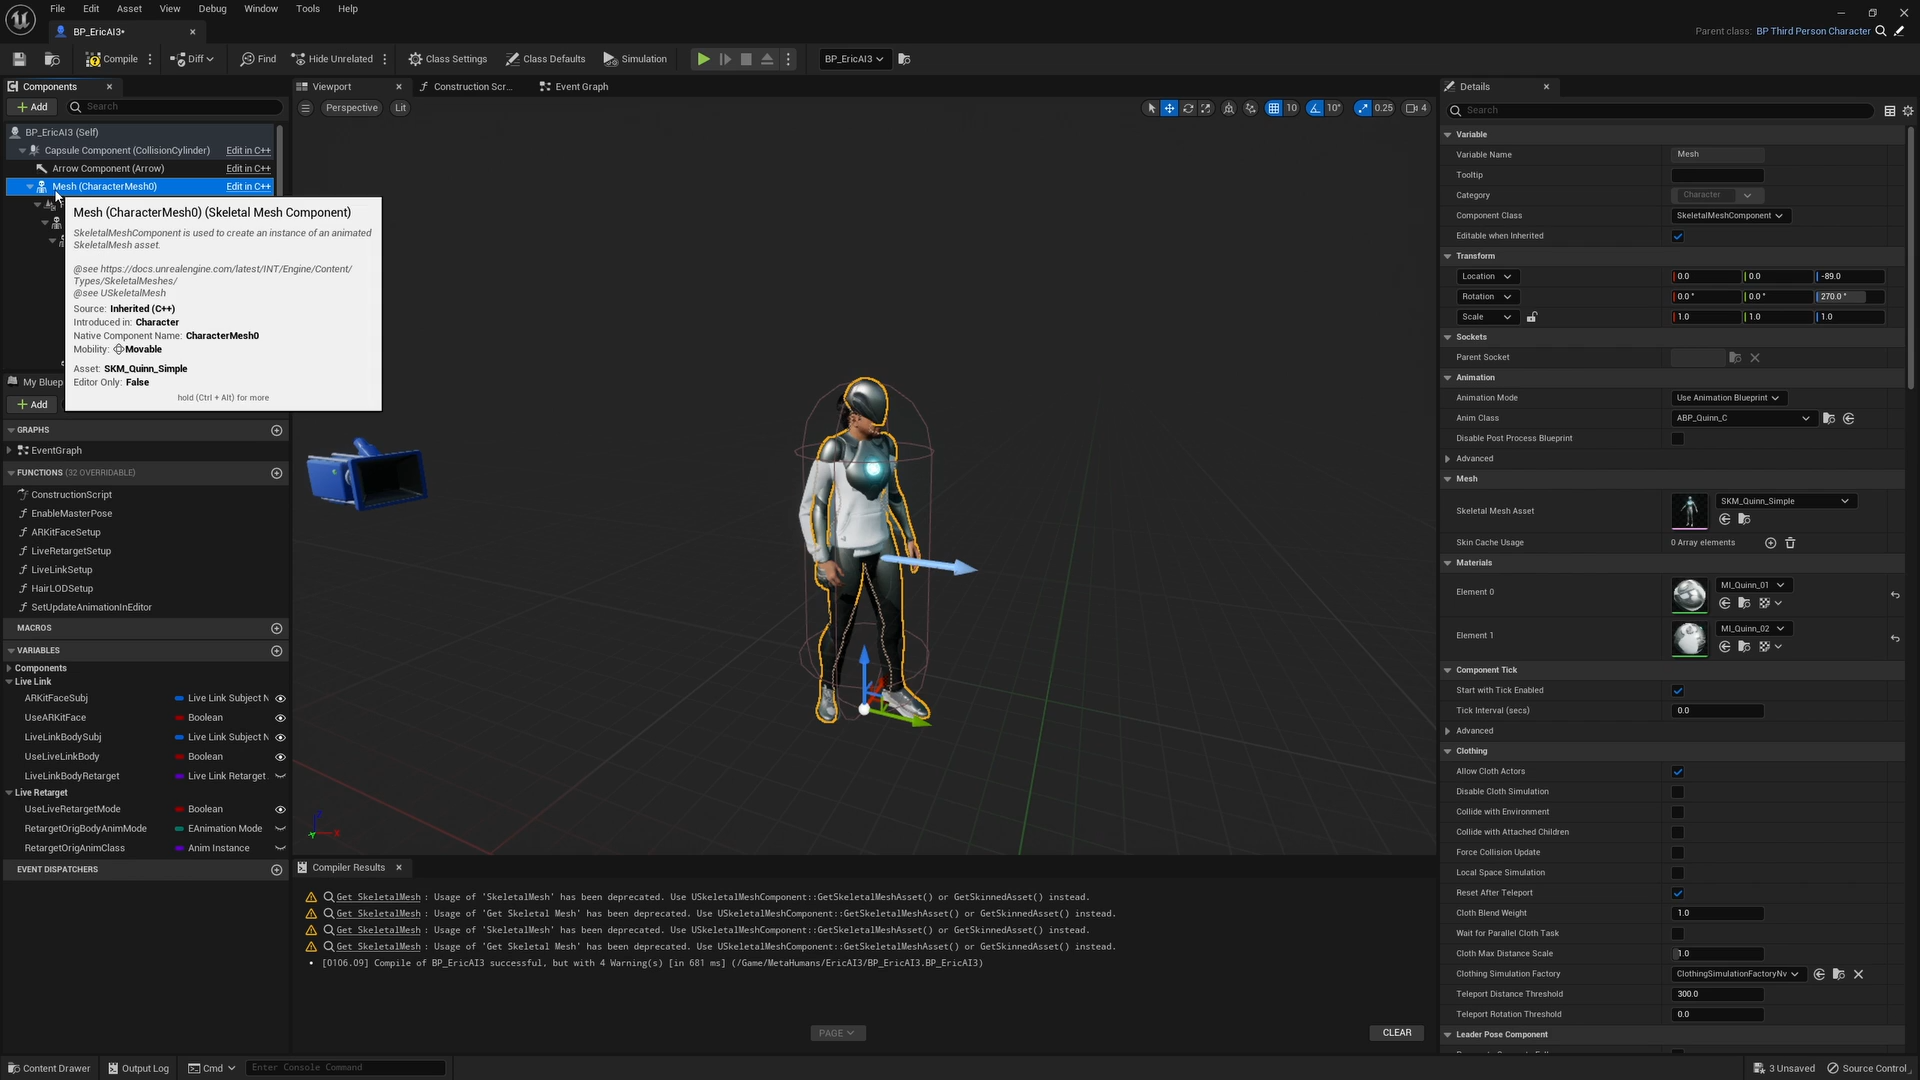 File Edit Asset View Debug Window Tools Help
BP_EricAI3*
Parent class: BP Third Person Character
Compile Diff Find Hide Unrelated Class Settings Class Defaults Simulation BP_EricAI3
Components
Add Search
BP_EricAI3 (Self)
Capsule Component (CollisionCylinder) Edit in C++
Arrow Component (Arrow) Edit in C++
Mesh (CharacterMesh0) Edit in C++
Mesh (CharacterMesh0) (Skeletal Mesh Component)
SkeletalMeshComponent is used to create an instance of an animated
SkeletalMesh asset.
@see https://docs.unrealengine.com/latest/INT/Engine/Content/
Types/SkeletalMeshes/
@see USkeletalMesh
Source: Inherited (C++)
Introduced in: Character
Native Component Name: CharacterMesh0
Mobility: Movable
Asset: SKM_Quinn_Simple
Editor Only: False
hold (Ctrl + Alt) for more
My Bluep
Add
GRAPHS
EventGraph
FUNCTIONS (32 OVERRIDABLE)
ConstructionScript
EnableMasterPose
ARKitFaceSetup
LiveRetargetSetup
LiveLinkSetup
HairLODSetup
SetUpdateAnimationInEditor
MACROS
VARIABLES
Components
Live Link
ARKitFaceSubj Live Link Subject N
UseARKitFace Boolean
LiveLinkBodySubj Live Link Subject N
UseLiveLinkBody Boolean
LiveLinkBodyRetarget Live Link Retarget
Live Retarget
UseLiveRetargetMode Boolean
RetargetOrigBodyAnimMode EAnimation Mode
RetargetOrigAnimClass Anim Instance
EVENT DISPATCHERS
Viewport Construction Scr... Event Graph
Perspective Lit 10 10° 0.25 4
Compiler Results
Get SkeletalMesh : Usage of 'SkeletalMesh' has been deprecated. Use USkeletalMeshComponent::GetSkeletalMeshAsset() or GetSkinnedAsset() instead.
Get SkeletalMesh : Usage of 'Get Skeletal Mesh' has been deprecated. Use USkeletalMeshComponent::GetSkeletalMeshAsset() or GetSkinnedAsset() instead.
Get SkeletalMesh : Usage of 'SkeletalMesh' has been deprecated. Use USkeletalMeshComponent::GetSkeletalMeshAsset() or GetSkinnedAsset() instead.
Get SkeletalMesh : Usage of 'Get Skeletal Mesh' has been deprecated. Use USkeletalMeshComponent::GetSkeletalMeshAsset() or GetSkinnedAsset() instead.
[0106.09] Compile of BP_EricAI3 successful, but with 4 Warning(s) [in 681 ms] (/Game/MetaHumans/EricAI3/BP_EricAI3.BP_EricAI3)
PAGE CLEAR
Details
Search
Variable
Variable Name Mesh
Tooltip
Category Character
Component Class SkeletalMeshComponent
Editable when Inherited
Transform
Location 0.0 0.0 -89.0
Rotation 0.0 ° 0.0 ° 270.0 °
Scale 1.0 1.0 1.0
Sockets
Parent Socket
Animation
Animation Mode Use Animation Blueprint
Anim Class ABP_Quinn_C
Disable Post Process Blueprint
Advanced
Mesh
Skeletal Mesh Asset SKM_Quinn_Simple
Skin Cache Usage 0 Array elements
Materials
Element 0 MI_Quinn_01
Element 1 MI_Quinn_02
Component Tick
Start with Tick Enabled
Tick Interval (secs) 0.0
Advanced
Clothing
Allow Cloth Actors
Disable Cloth Simulation
Collide with Environment
Collide with Attached Children
Force Collision Update
Local Space Simulation
Reset After Teleport
Cloth Blend Weight 1.0
Wait for Parallel Cloth Task
Cloth Max Distance Scale 1.0
Clothing Simulation Factory ClothingSimulationFactoryNv
Teleport Distance Threshold 300.0
Teleport Rotation Threshold 0.0
Leader Pose Component
Content Drawer Output Log Cmd Enter Console Command 3 Unsaved Source Control